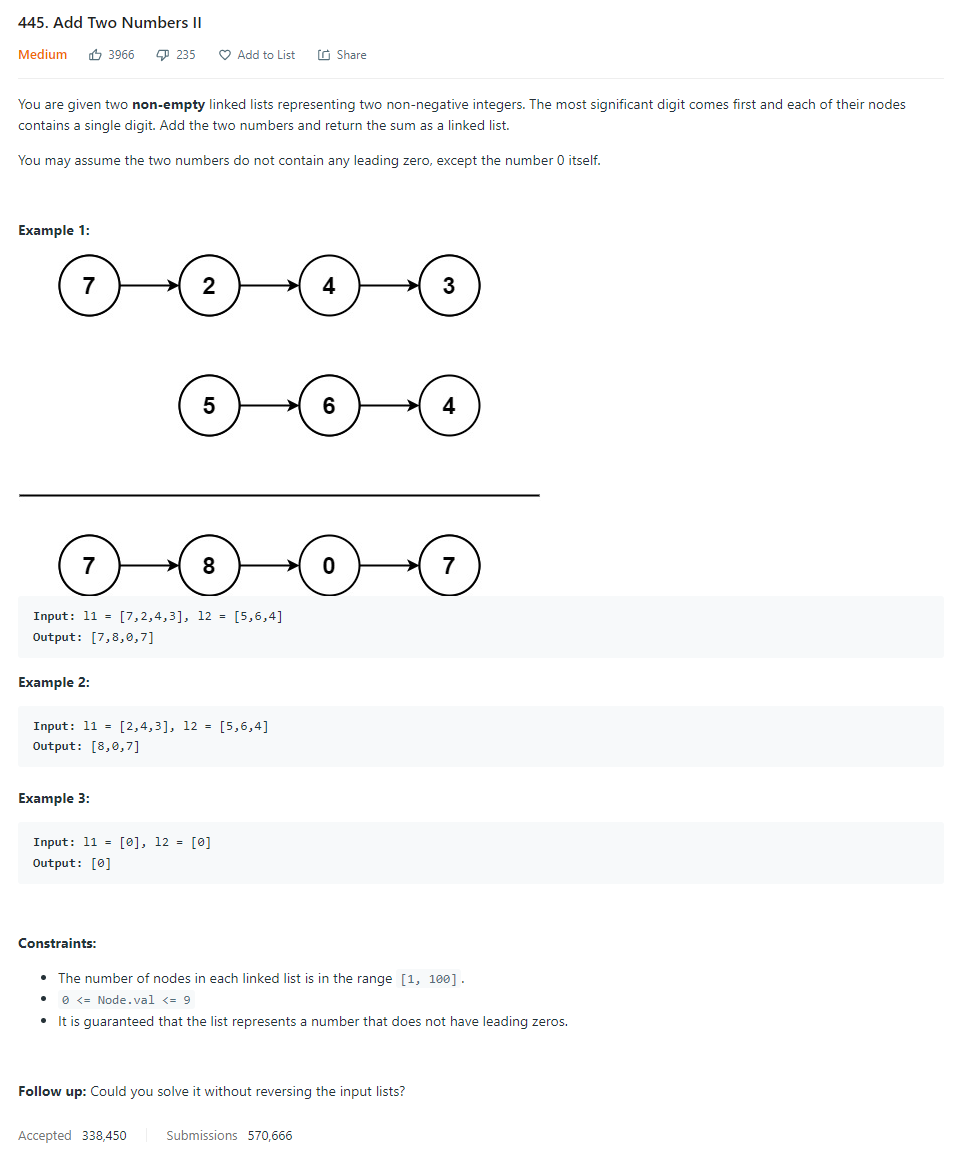 445. Add Two Numbers II
Medium 3966 235 Add to List Share
You are given two non-empty linked lists representing two non-negative integers. The most significant digit comes first and each of their nodes
contains a single digit. Add the two numbers and return the sum as a linked list.
You may assume the two numbers do not contain any leading zero, except the number 0 itself.
Example 1:
7 2 4 3
5 6 4
7 8 0 7
Input: l1 = [7,2,4,3], l2 = [5,6,4]
Output: [7,8,0,7]
Example 2:
Input: l1 = [2,4,3], l2 = [5,6,4]
Output: [8,0,7]
Example 3:
Input: l1 = [0], l2 = [0]
Output: [0]
Constraints:
• The number of nodes in each linked list is in the range [1, 100].
• 0 <= Node.val <= 9
• It is guaranteed that the list represents a number that does not have leading zeros.
Follow up: Could you solve it without reversing the input lists?
Accepted 338,450 Submissions 570,666